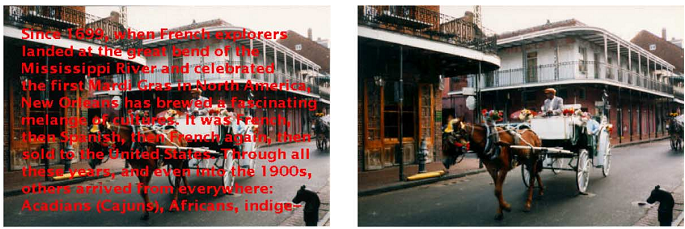 Since 1699, when French explorers
landed at the great bend of the
Mississippi River and celebrated
the first Mardi Gras in North America,
New Orleans has brewed a fascinating
melange of cultures. It was French,
then Spanish, then French again, then
sold to the United States. Through all
these years, and even into the 1900s,
others arrived from everywhere:
Acadians (Cajuns), Africans, indige-